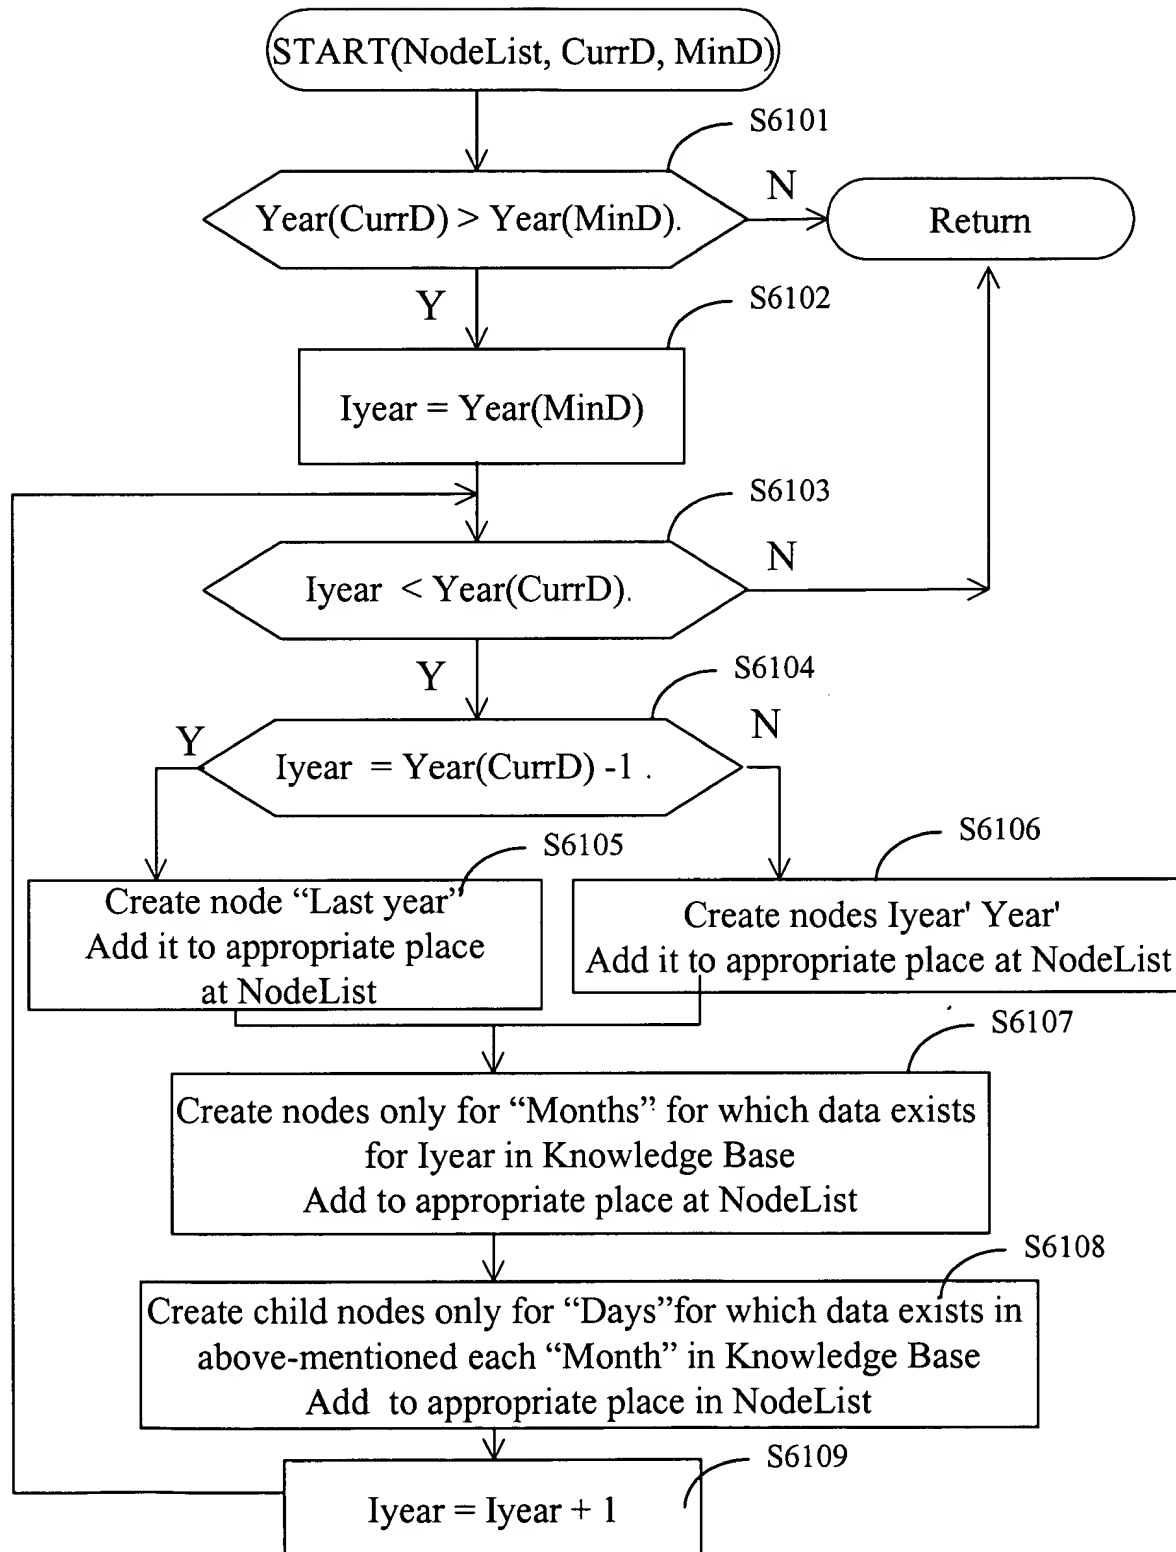 START(NodeList, CurrD, MinD)
S6101
Year(CurrD) > Year(MinD).
N
Return
Y
S6102
Iyear = Year(MinD)
S6103
Iyear < Year(CurrD).
N
Y
S6104
Y
Iyear = Year(CurrD) -1 .
N
S6105
S6106
Create node “Last year”
Add it to appropriate place
at NodeList
Create nodes Iyear' Year'
Add it to appropriate place at NodeList
S6107
Create nodes only for “Months” for which data exists
for Iyear in Knowledge Base
Add to appropriate place at NodeList
S6108
Create child nodes only for “Days”for which data exists in
above-mentioned each “Month” in Knowledge Base
Add to appropriate place in NodeList
S6109
Iyear = Iyear + 1